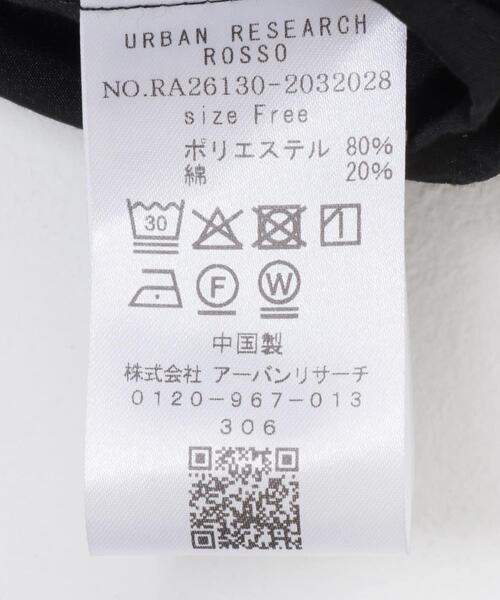 URBAN RESEARCH
ROSSO
NO.RA26130-2032028
size Free
ポリエステル 80%
綿 20%
30
F W
中国製
株式会社 アーバンリサーチ
0120-967-013
306